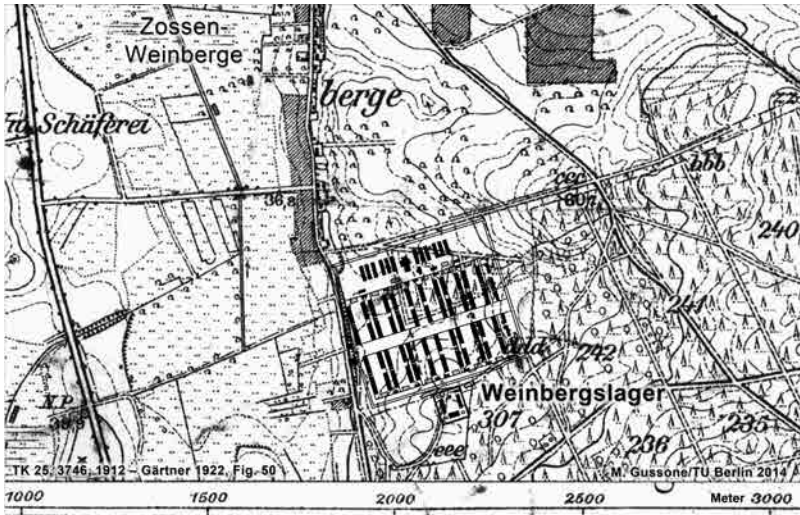 Zossen-
Weinberge
berge
Schäferei
36,8
ccc
bbb
60,7
240
241
ddd
242
Weinbergslager
307
N.P.
38,9
235
236
eee
TK 25, 3746, 1912 – Gärtner 1922, Fig. 50
M. Gussone/TU Berlin 2014
1000 1500 2000 2500 Meter 3000